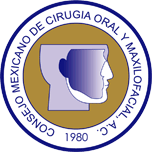 CONSEJO MEXICANO DE CIRUGIA ORAL Y MAXILOFACIAL, A.C.
1980